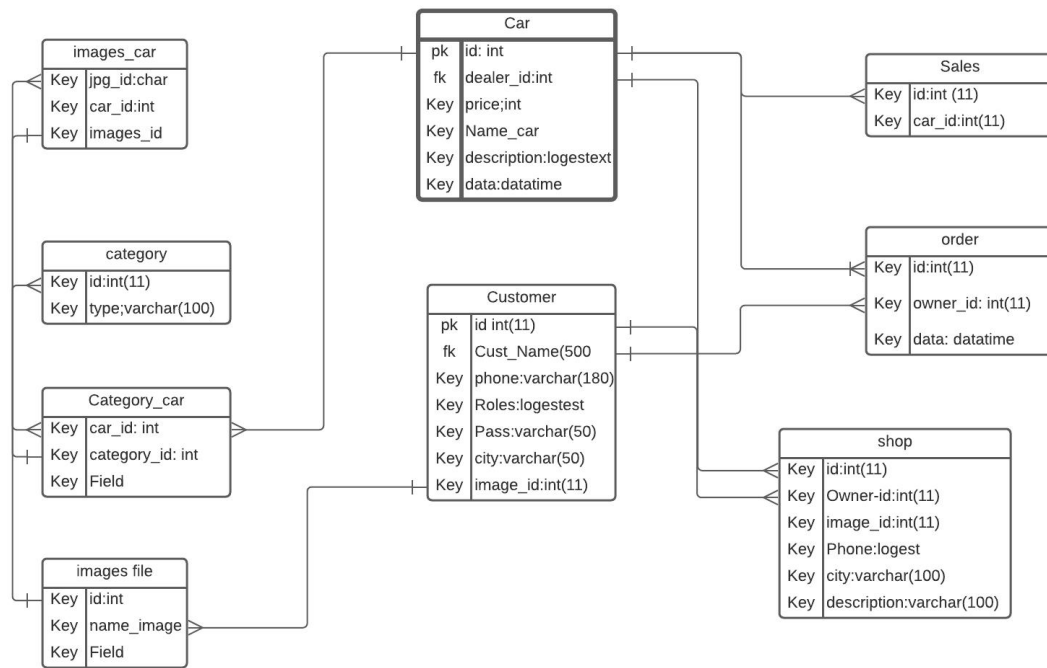 images_car
Key jpg_id:char
Key car_id:int
Key images_id
category
Key id:int(11)
Key type;varchar(100)
Category_car
Key car_id: int
Key category_id: int
Key Field
images file
Key id:int
Key name_image
Key Field
Car
pk id: int
fk dealer_id:int
Key price;int
Key Name_car
Key description:logestext
Key data:datatime
Customer
pk id int(11)
fk Cust_Name(500
Key phone:varchar(180)
Key Roles:logestest
Key Pass:varchar(50)
Key city:varchar(50)
Key image_id:int(11)
Sales
Key id:int (11)
Key car_id:int(11)
order
Key id:int(11)
Key owner_id: int(11)
Key data: datatime
shop
Key id:int(11)
Key Owner-id:int(11)
Key image_id:int(11)
Key Phone:logest
Key city:varchar(100)
Key description:varchar(100)